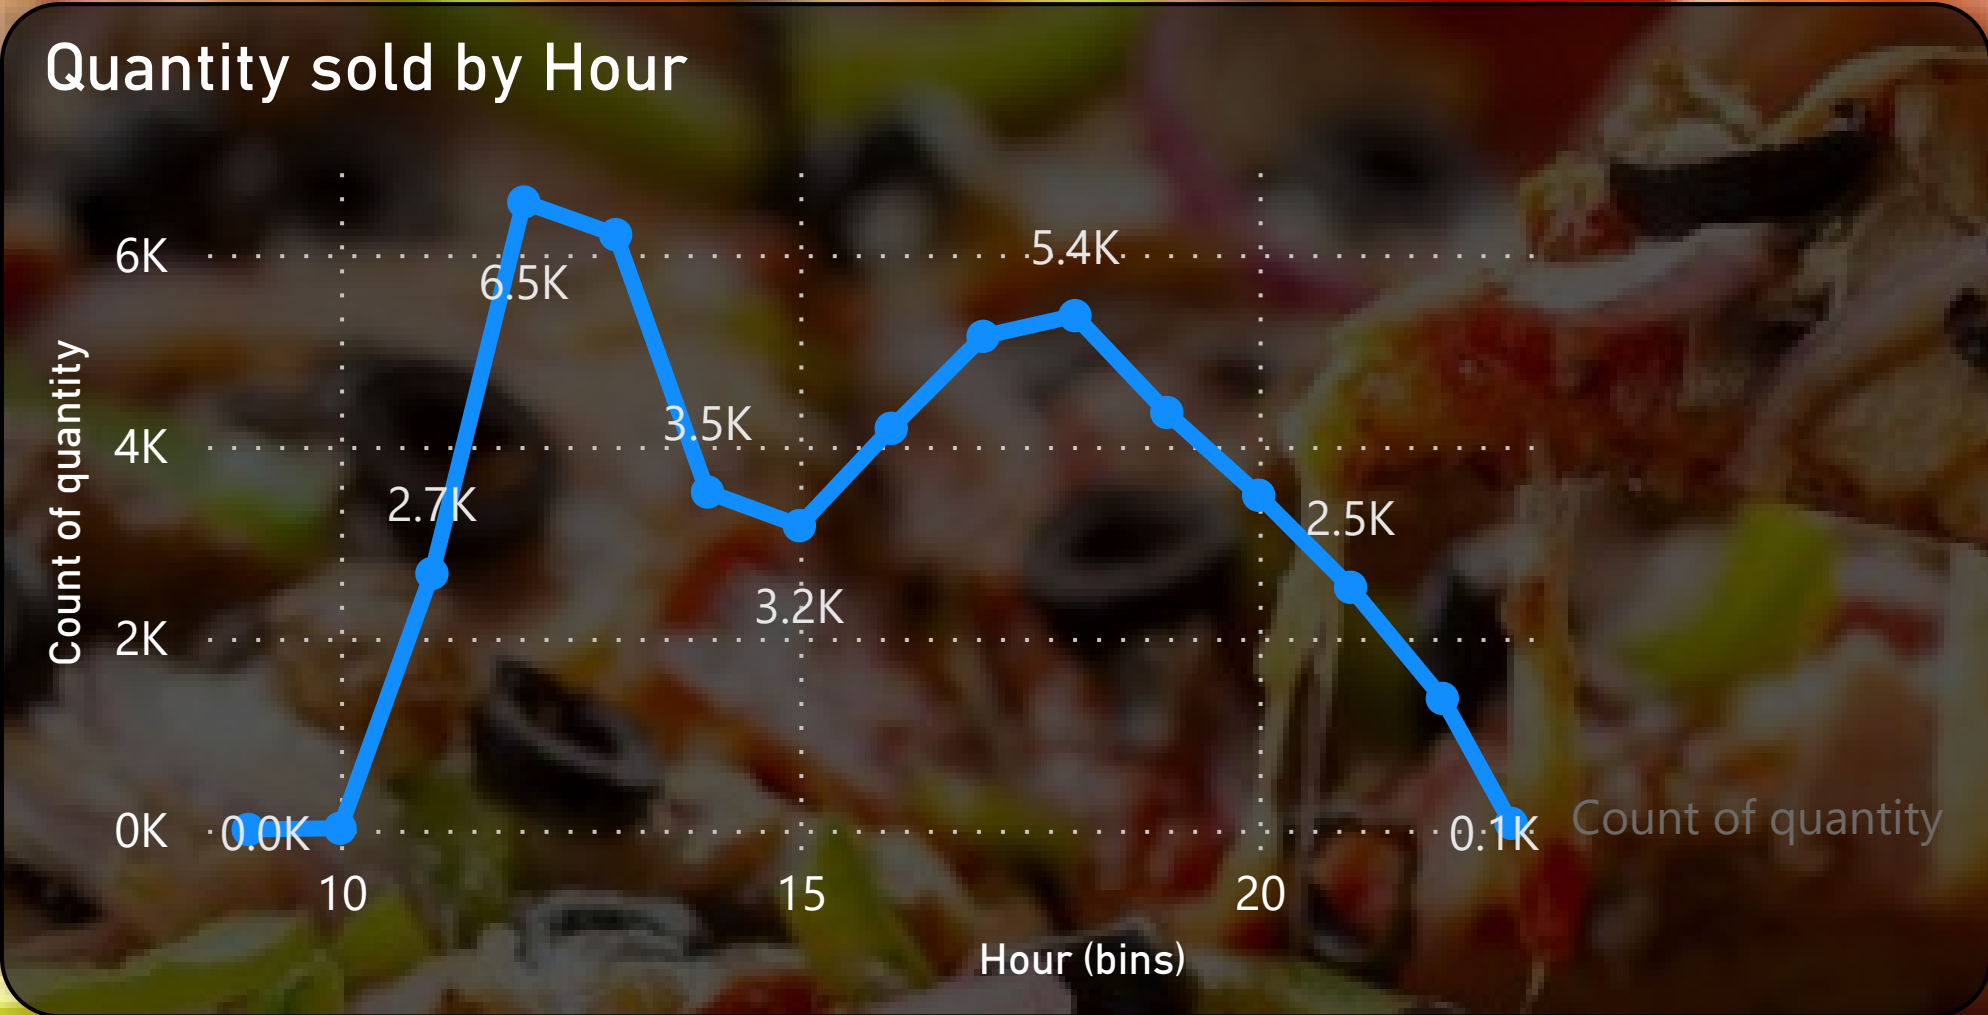 Quantity sold by Hour
6K
4K
2K
0K
Count of quantity
0.0K
2.7K
6.5K
3.5K
3.2K
5.4K
2.5K
0.1K
Count of quantity
10
15
20
Hour (bins)